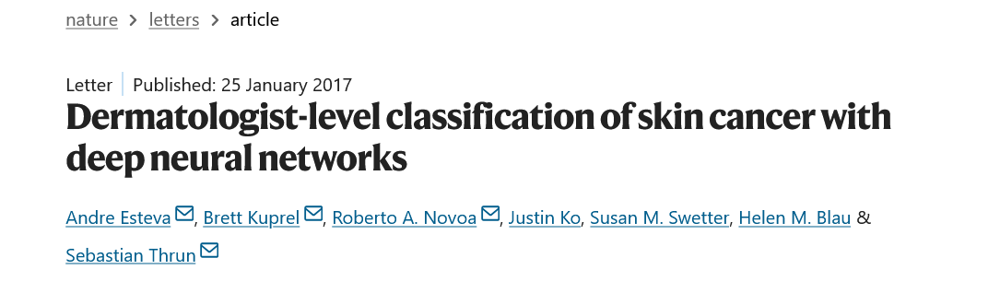 nature > letters > article
Letter Published: 25 January 2017
Dermatologist-level classification of skin cancer with
deep neural networks
Andre Esteva, Brett Kuprel, Roberto A. Novoa, Justin Ko, Susan M. Swetter, Helen M. Blau &
Sebastian Thrun